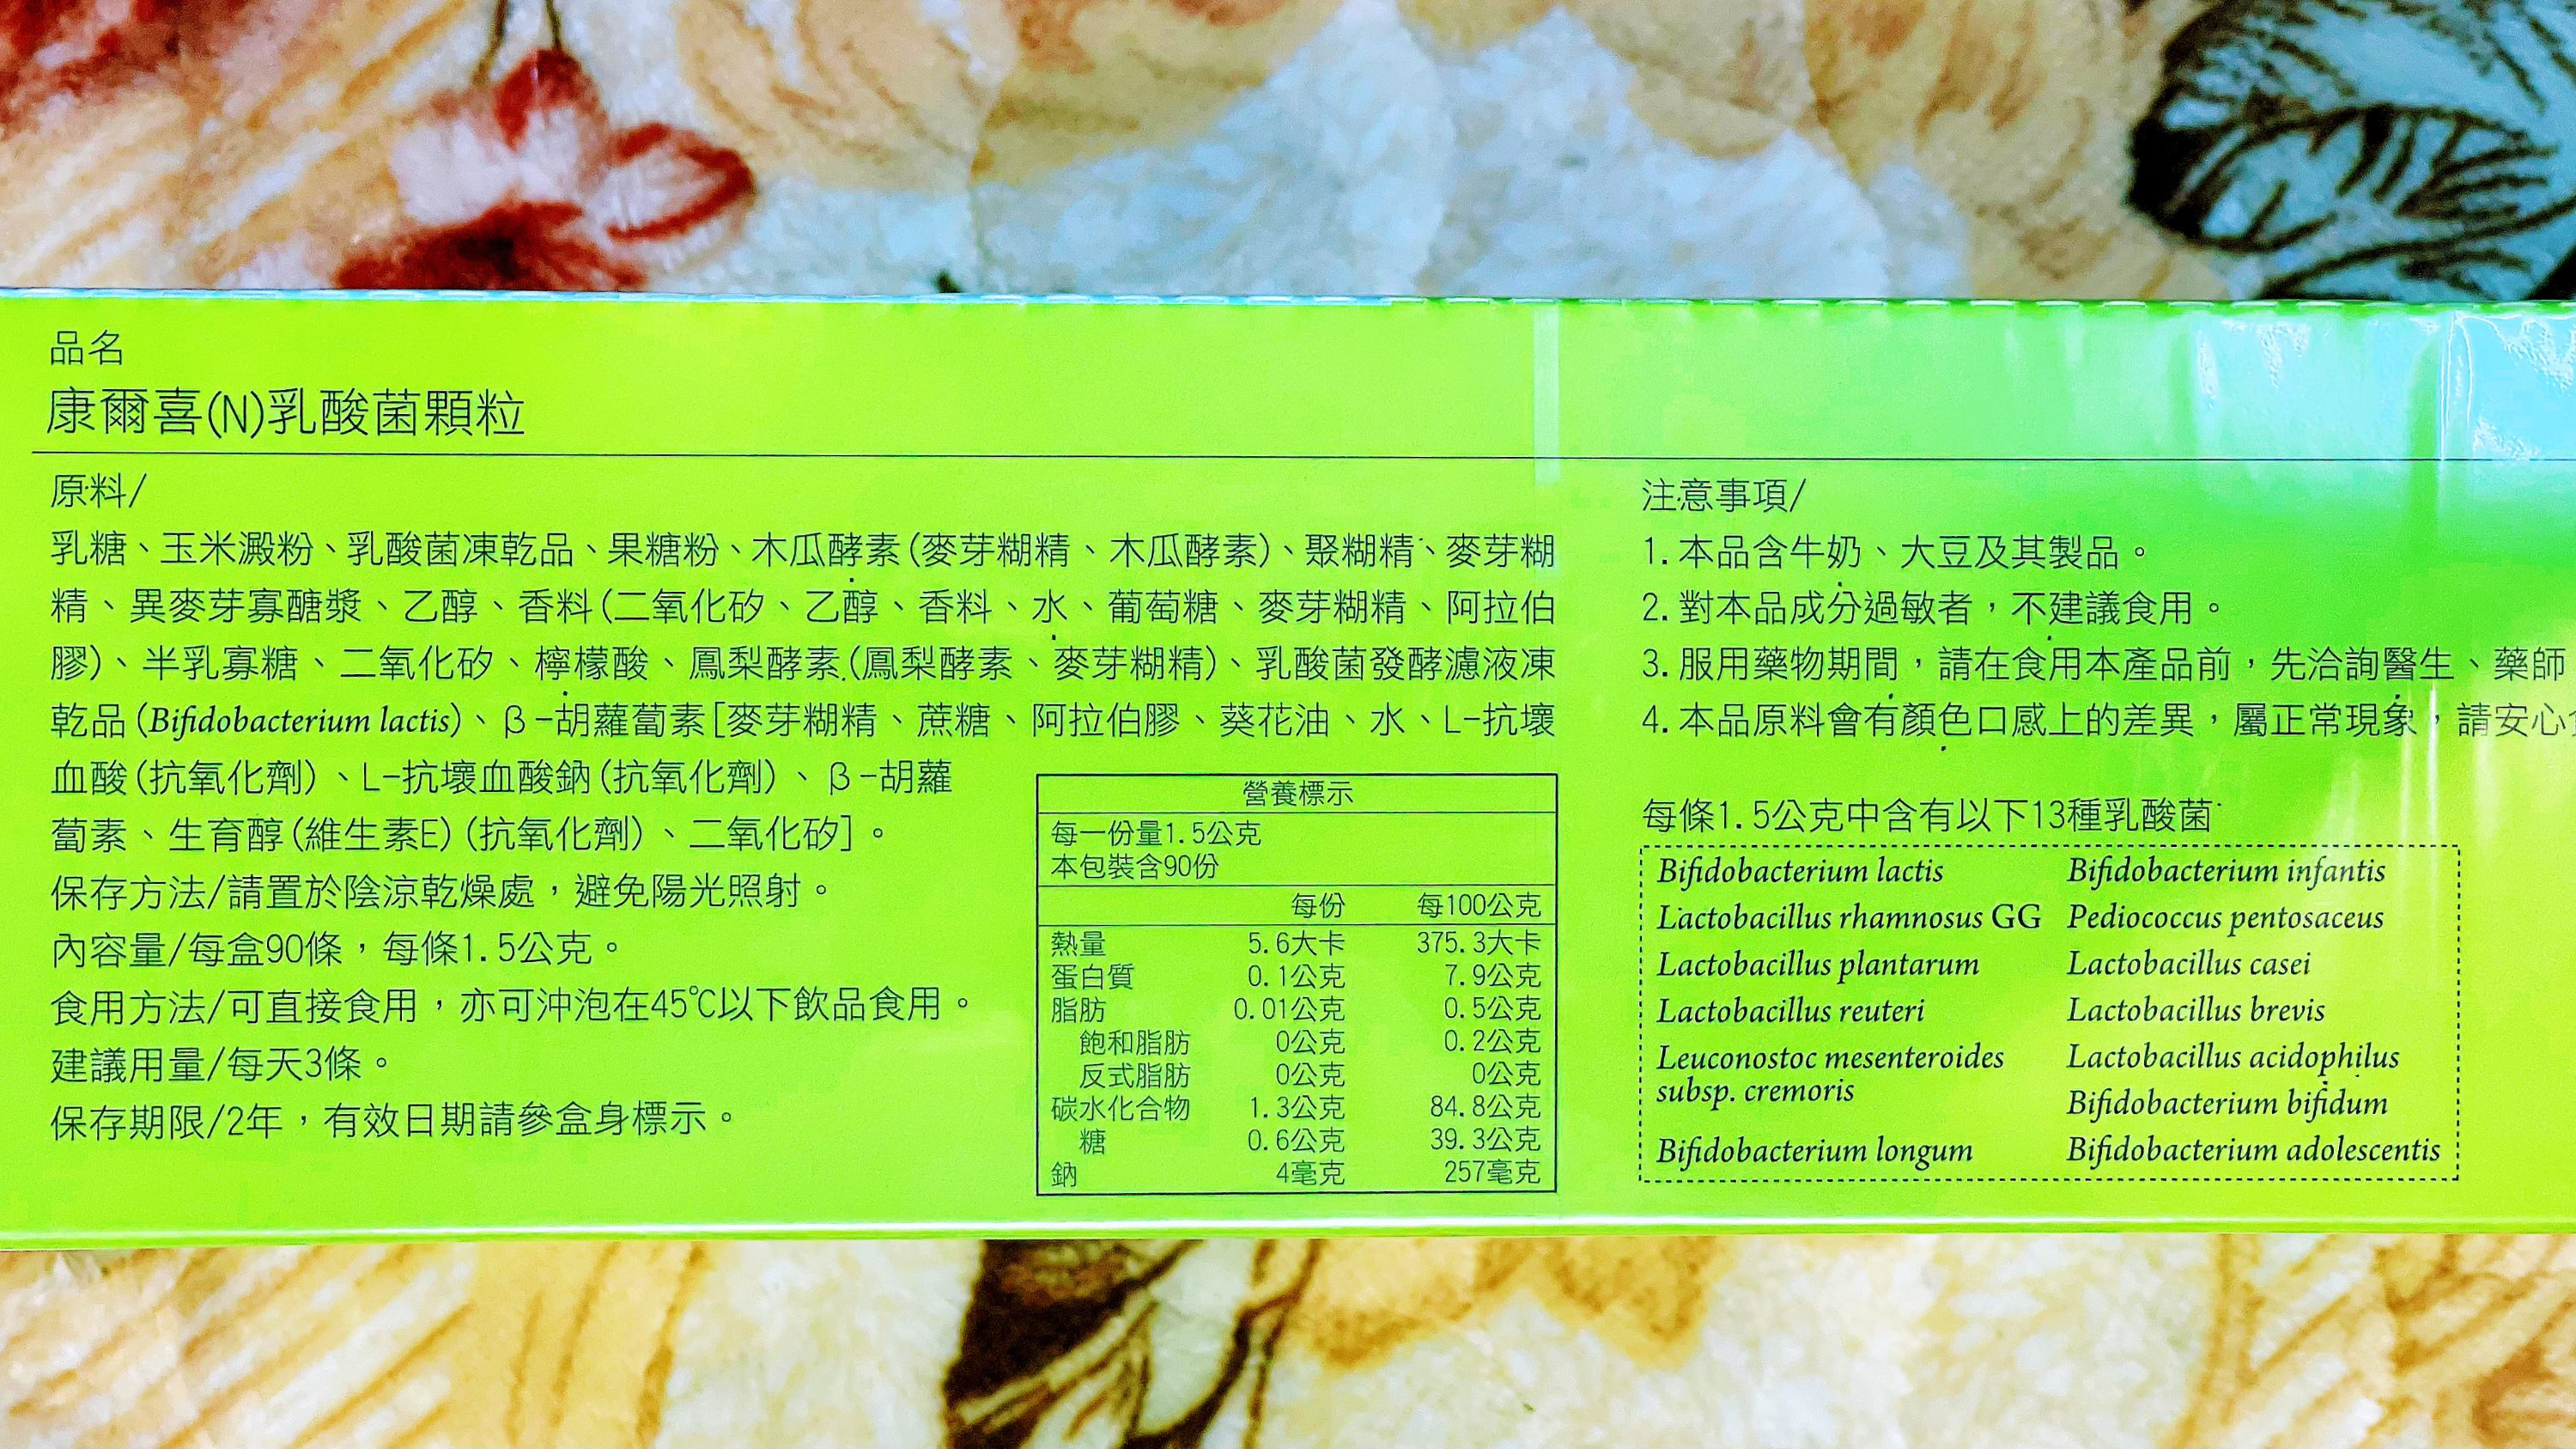 品名
康爾喜(N)乳酸菌顆粒
原料/
乳糖、玉米澱粉、乳酸菌凍乾品、果糖粉、木瓜酵素(麥芽糊精、木瓜酵素)、聚糊精、麥芽糊
精、異麥芽寡醣漿、乙醇、香料(二氧化矽、乙醇、香料、水、葡萄糖、麥芽糊精、阿拉伯
膠)、半乳寡糖、二氧化矽、檸檬酸、鳳梨酵素(鳳梨酵素、麥芽糊精)、乳酸菌發酵濾液凍
乾品(Bifidobacterium lactis)、β-胡蘿蔔素[麥芽糊精、蔗糖、阿拉伯膠、葵花油、水、L-抗壞
血酸(抗氧化劑)、L-抗壞血酸鈉(抗氧化劑)、β-胡蘿
蔔素、生育醇(維生素E)(抗氧化劑)、二氧化矽]。
保存方法/請置於陰涼乾燥處，避免陽光照射。
內容量/每盒90條，每條1.5公克。
食用方法/可直接食用，亦可沖泡在45℃以下飲品食用。
建議用量/每天3條。
保存期限/2年，有效日期請參盒身標示。
營養標示
每一份量1.5公克
本包裝含90份
每份 每100公克
熱量 5.6大卡 375.3大卡
蛋白質 0.1公克 7.9公克
脂肪 0.01公克 0.5公克
飽和脂肪 0公克 0.2公克
反式脂肪 0公克 0公克
碳水化合物 1.3公克 84.8公克
糖 0.6公克 39.3公克
鈉 4毫克 257毫克
注意事項/
1.本品含牛奶、大豆及其製品。
2.對本品成分過敏者，不建議食用。
3.服用藥物期間，請在食用本產品前，先洽詢醫生、藥師
4.本品原料會有顏色口感上的差異，屬正常現象，請安心
每條1.5公克中含有以下13種乳酸菌
Bifidobacterium lactis Bifidobacterium infantis
Lactobacillus rhamnosus GG Pediococcus pentosaceus
Lactobacillus plantarum Lactobacillus casei
Lactobacillus reuteri Lactobacillus brevis
Leuconostoc mesenteroides Lactobacillus acidophilus
subsp. cremoris Bifidobacterium bifidum
Bifidobacterium longum Bifidobacterium adolescentis